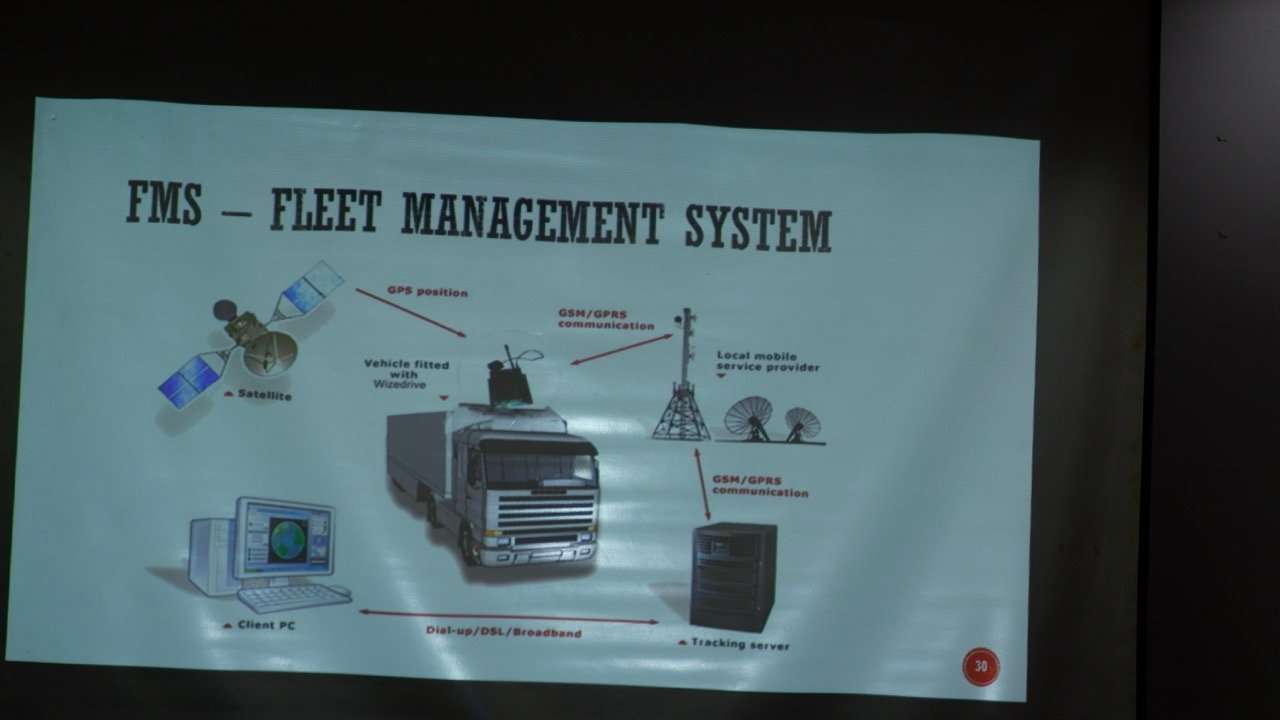 FMS – FLEET MANAGEMENT SYSTEM
GPS position
GSM/GPRS
communication
Vehicle fitted
with
Wizedrive
Local mobile
service provider
Satellite
GSM/GPRS
communication
Client PC
Dial-up/DSL/Broadband
Tracking server
30